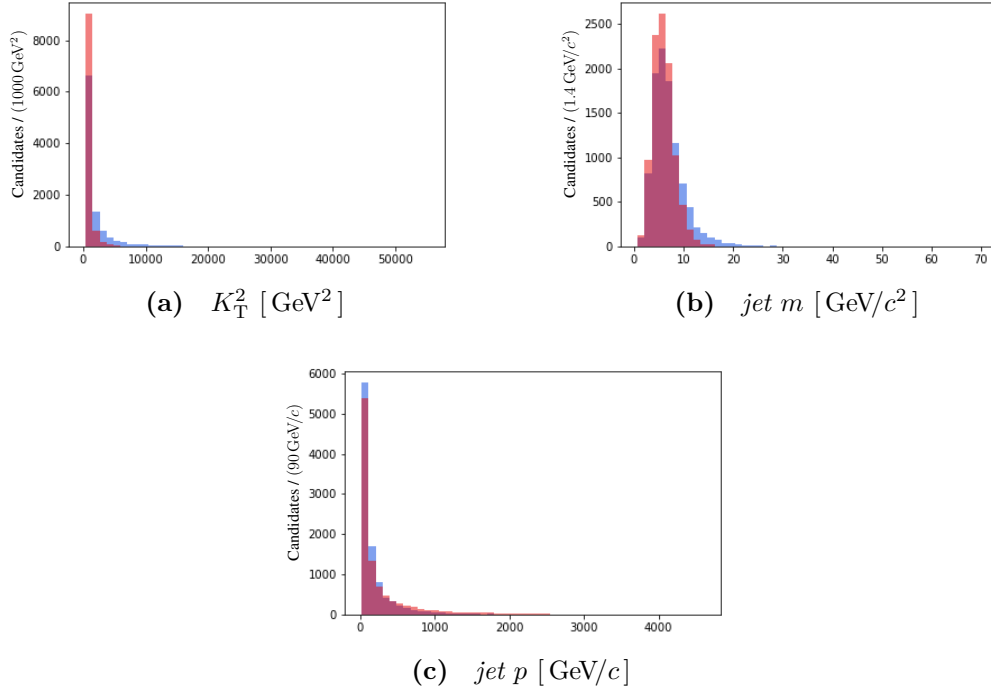 Candidates / (1000 GeV²)
8000
6000
4000
2000
0
0 10000 20000 30000 40000 50000
(a) K_T^2 [ GeV² ]
Candidates / (1.4 GeV/c²)
2500
2000
1500
1000
500
0
0 10 20 30 40 50 60 70
(b) jet m [ GeV/c² ]
Candidates / (90 GeV/c)
6000
5000
4000
3000
2000
1000
0
0 1000 2000 3000 4000
(c) jet p [ GeV/c ]